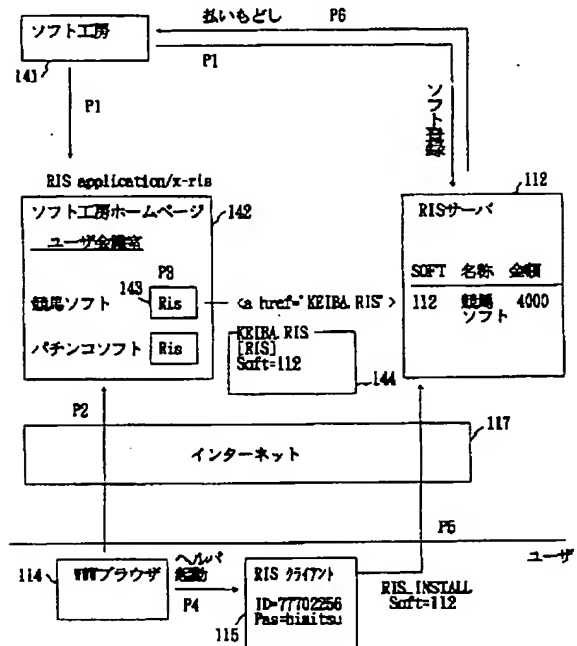 払いもどし P6
ソフト工房
141
P1
P1
ソフト登録
RIS application/x-ris
142
112
ソフト工房ホームページ
ユーザ会議室
P3
143
競馬ソフト
Ris
パチンコソフト
Ris
<a href="KEIBA.RIS">
KEIBA.RIS
[RIS]
Soft=112
144
RISサーバ
SOFT 名称 金額
112 競馬ソフト 4000
P2
117
インターネット
P5
ユーザ
114
WWWブラウザ
ヘルパ
起動
P4
RIS クライアント
ID=77702256
Pas=himitsu
115
RIS_INSTALL
Soft=112